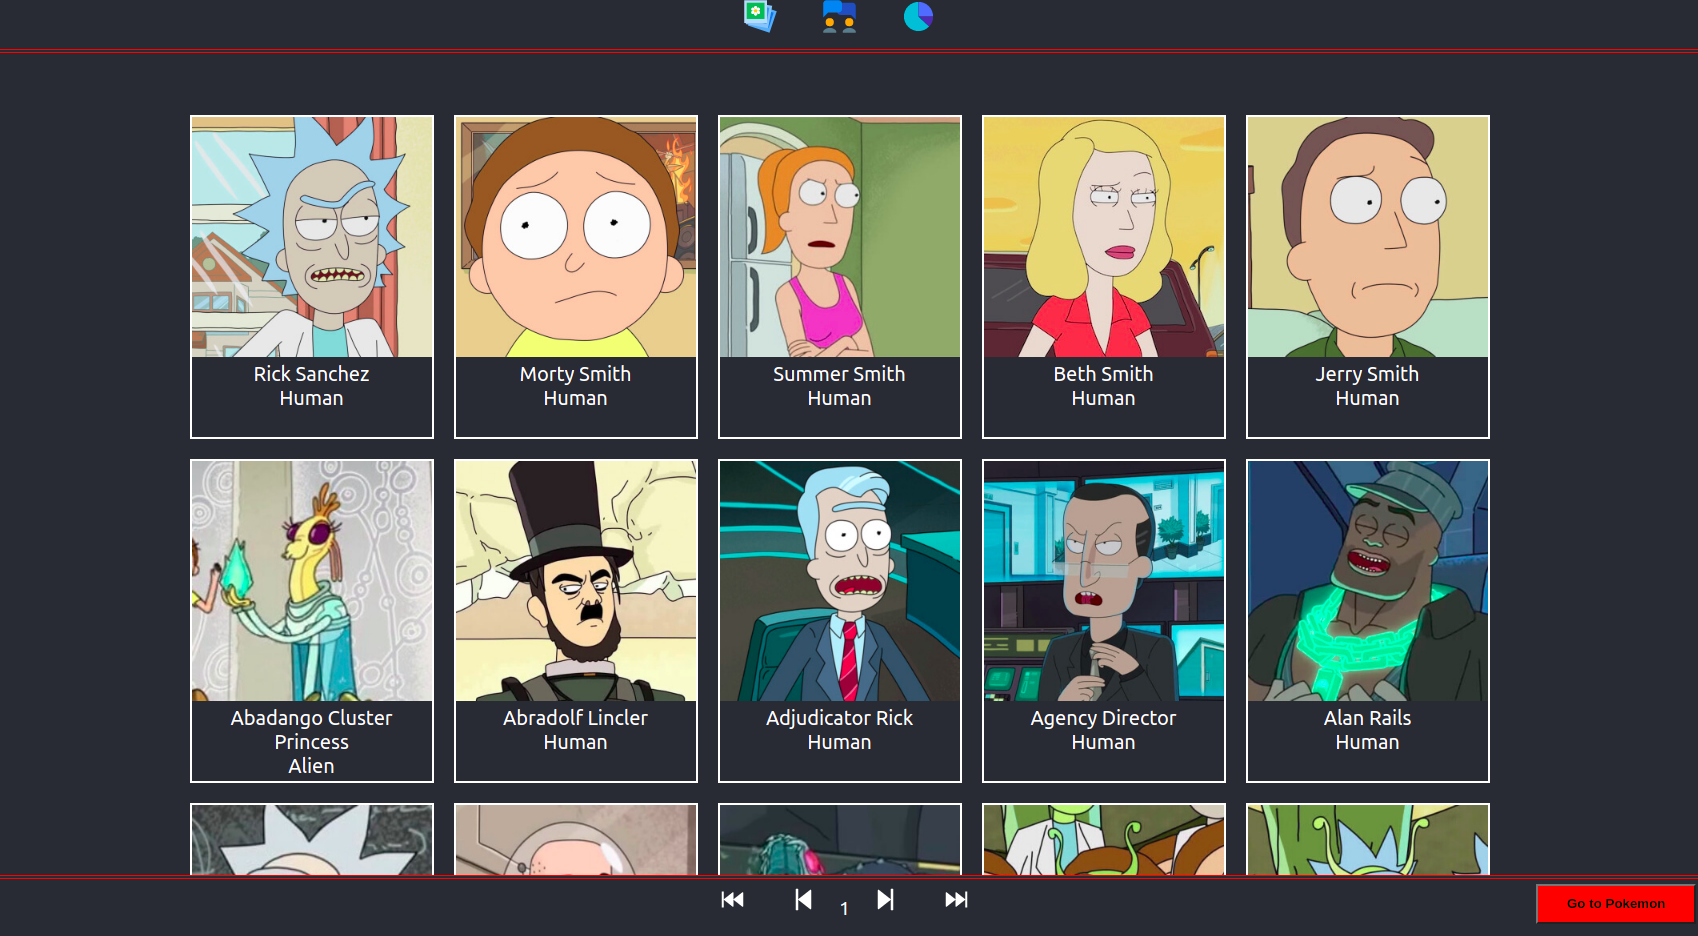 Rick Sanchez
Human
Morty Smith
Human
Summer Smith
Human
Beth Smith
Human
Jerry Smith
Human
Abadango Cluster
Princess
Alien
Abradolf Lincler
Human
Adjudicator Rick
Human
Agency Director
Human
Alan Rails
Human
1
Go to Pokemon